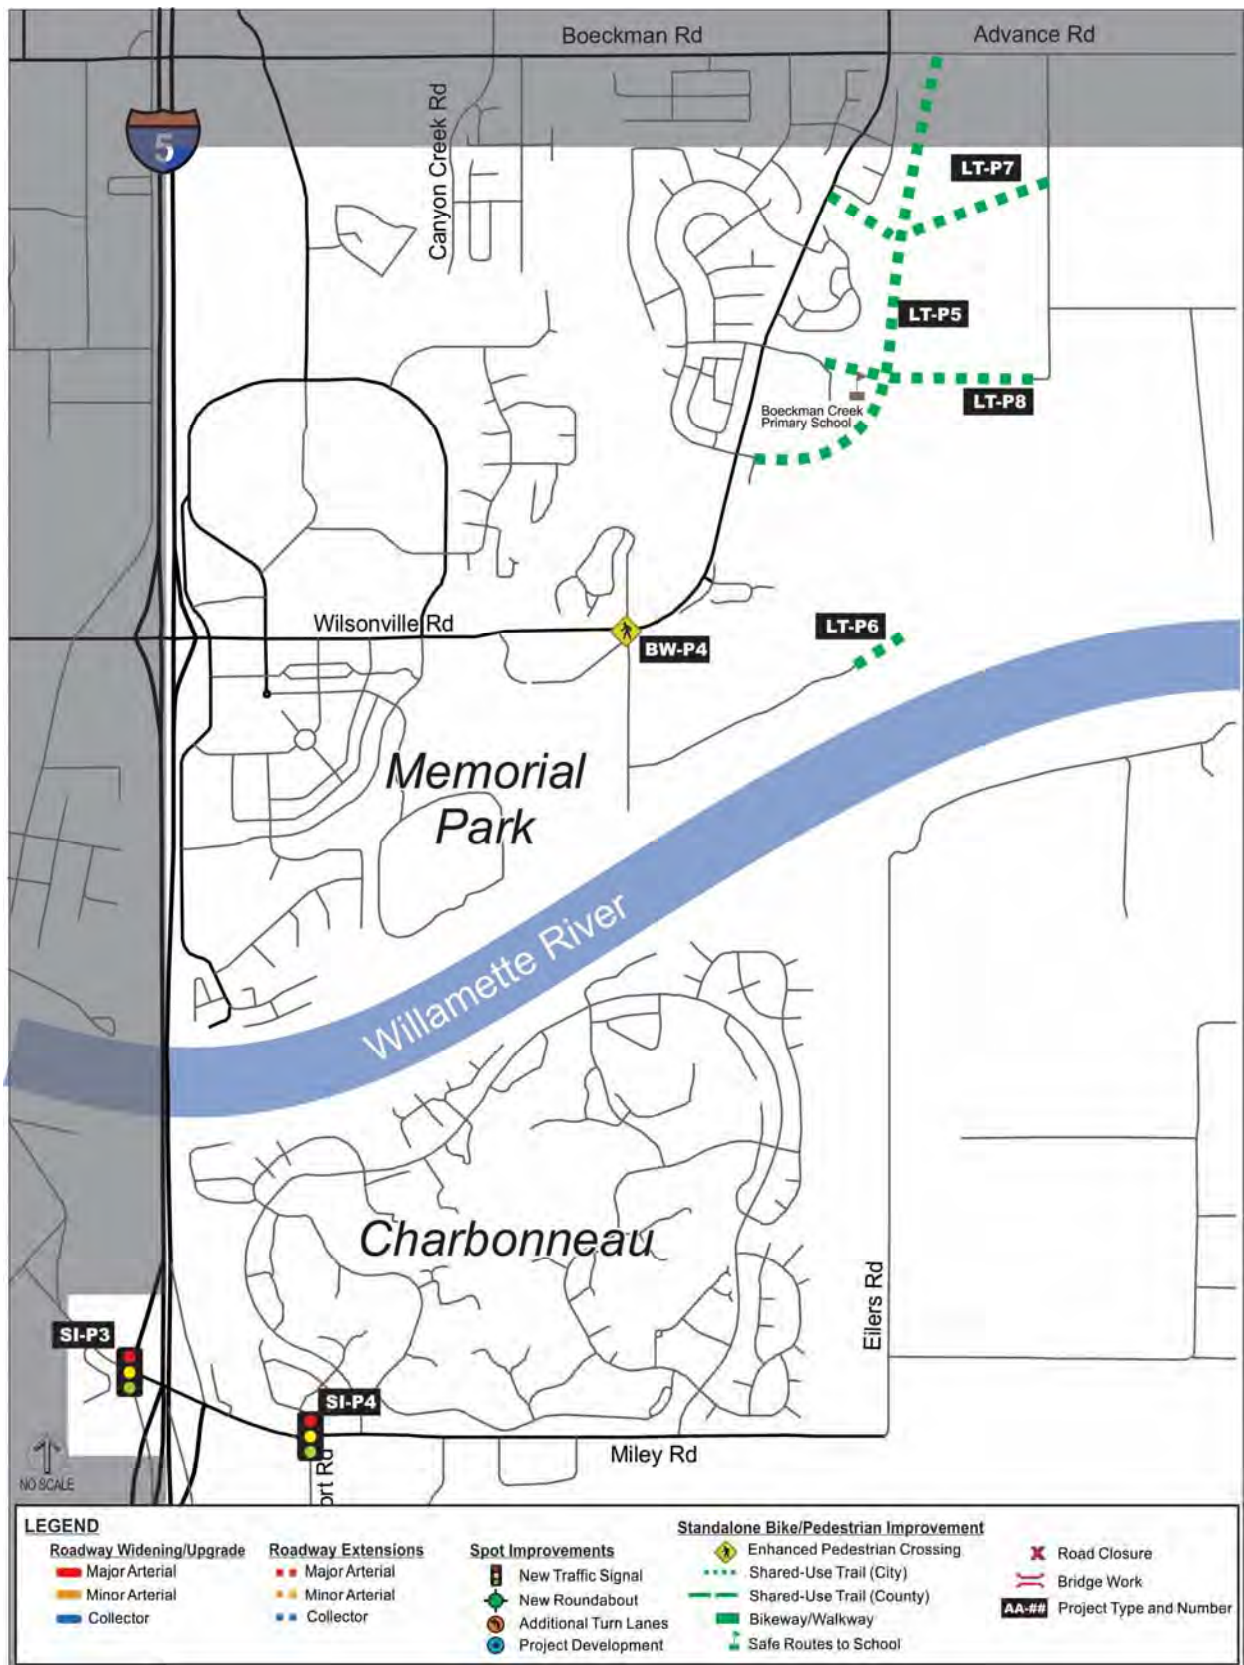 Boeckman Rd
Advance Rd
5
Canyon Creek Rd
LT-P7
LT-P5
LT-P8
Boeckman Creek
Primary School
Wilsonville Rd
BW-P4
LT-P6
Memorial
Park
Willamette River
Charbonneau
Eilers Rd
SI-P3
SI-P4
Miley Rd
ort Rd
NO SCALE
LEGEND
Roadway Widening/Upgrade
Major Arterial
Minor Arterial
Collector
Roadway Extensions
Major Arterial
Minor Arterial
Collector
Spot Improvements
New Traffic Signal
New Roundabout
Additional Turn Lanes
Project Development
Standalone Bike/Pedestrian Improvement
Enhanced Pedestrian Crossing
Shared-Use Trail (City)
Shared-Use Trail (County)
Bikeway/Walkway
Safe Routes to School
Road Closure
Bridge Work
AA-## Project Type and Number